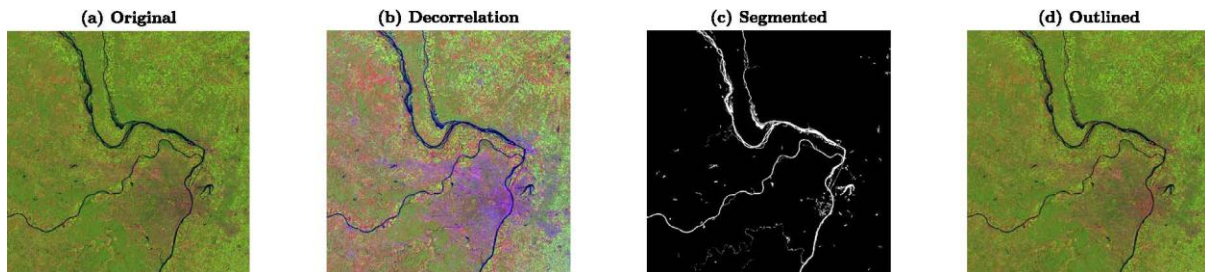 (a) Original
(b) Decorrelation
(c) Segmented
(d) Outlined